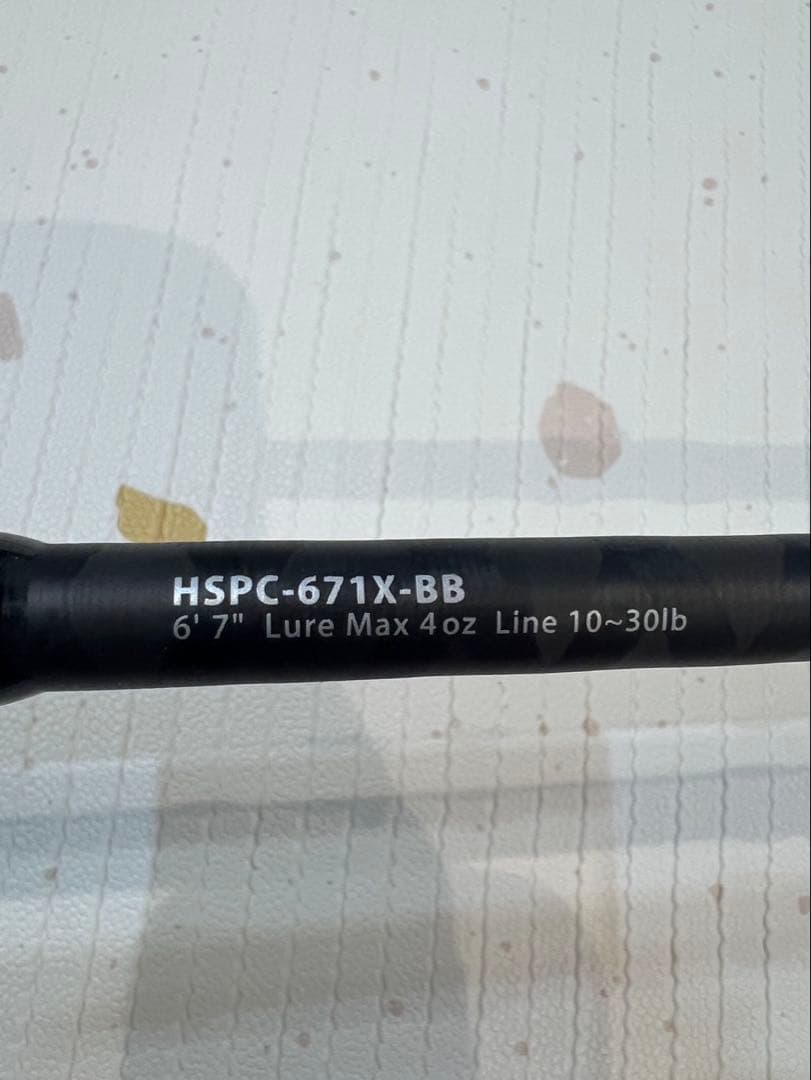 HSPC-671X-BB
6' 7" Lure Max 4oz Line 10~30lb